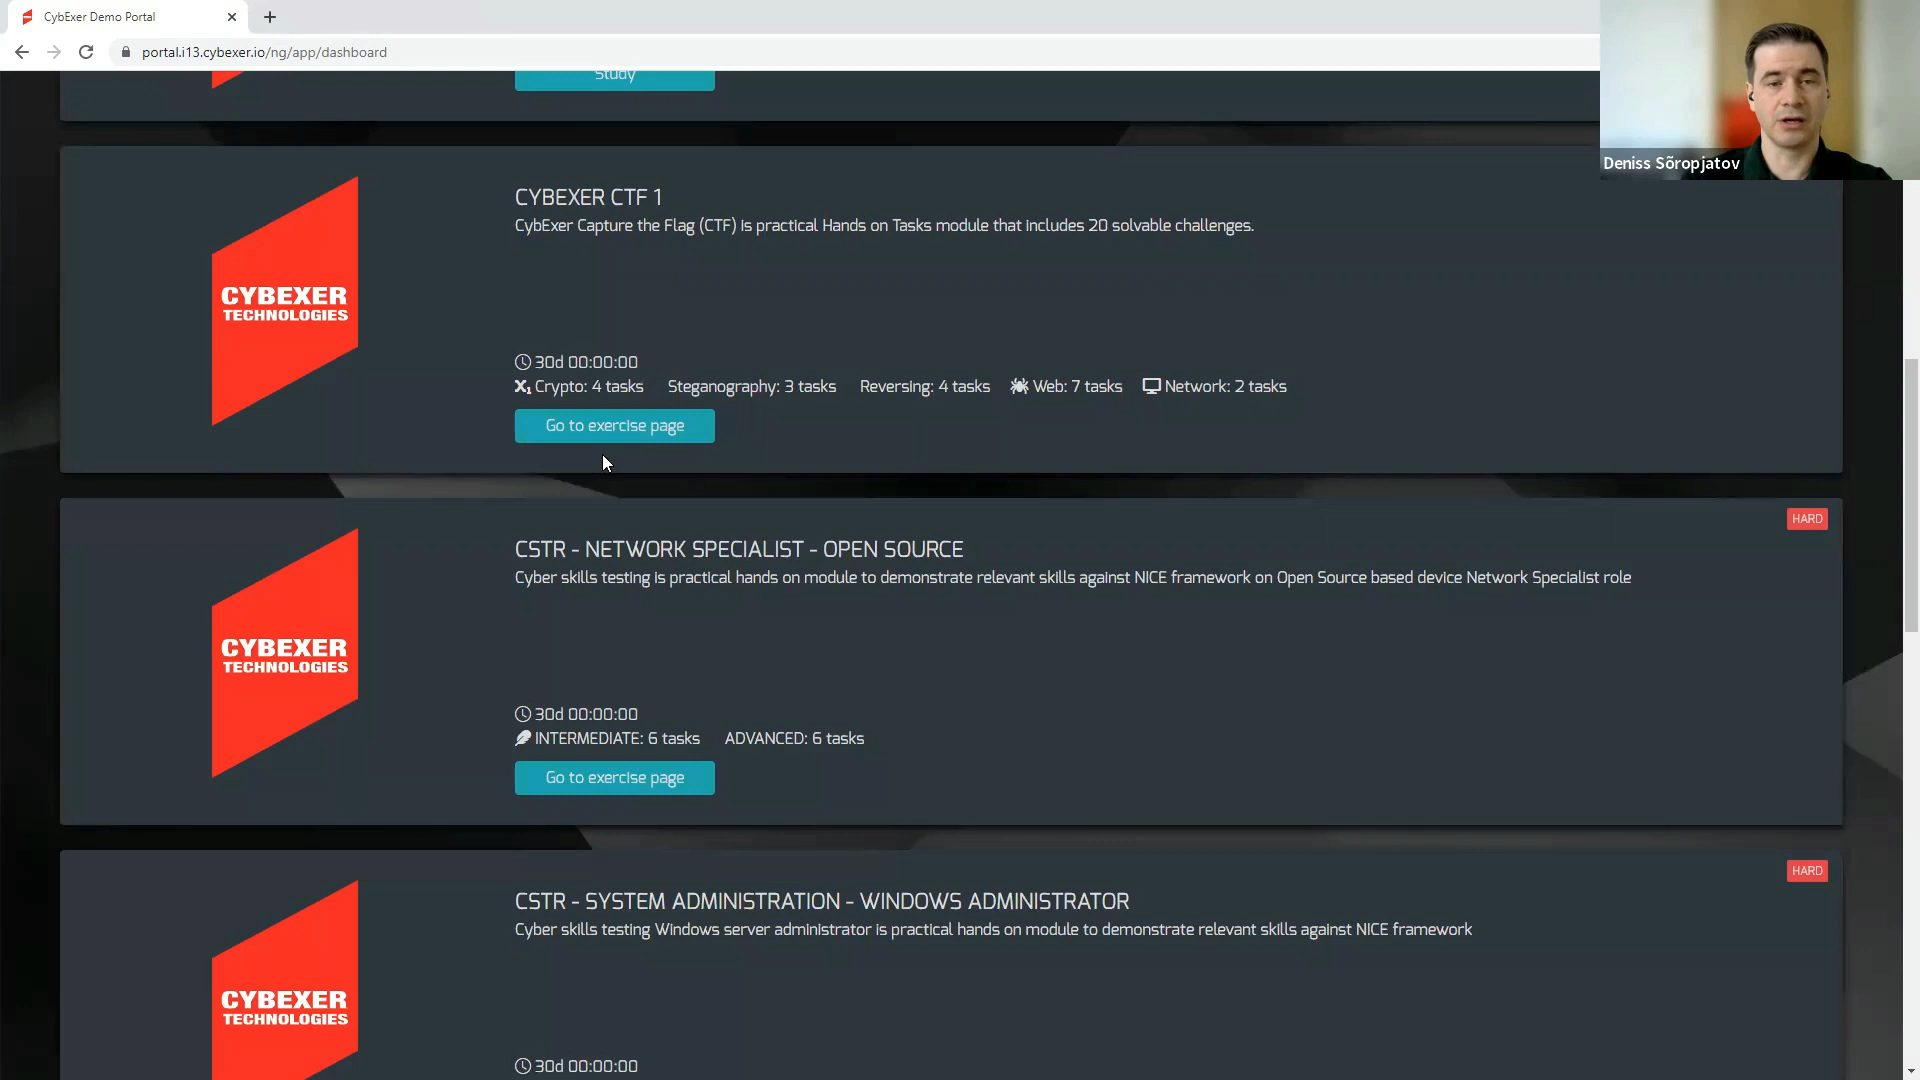 CybExer Demo Portal
portal.i13.cybexer.io/ng/app/dashboard
Study
Deniss Sõropjatov
CYBEXER CTF 1
CybExer Capture the Flag (CTF) is practical Hands on Tasks module that includes 20 solvable challenges.
CYBEXER
TECHNOLOGIES
30d 00:00:00
Crypto: 4 tasks Steganography: 3 tasks Reversing: 4 tasks Web: 7 tasks Network: 2 tasks
Go to exercise page
HARD
CSTR - NETWORK SPECIALIST - OPEN SOURCE
Cyber skills testing is practical hands on module to demonstrate relevant skills against NICE framework on Open Source based device Network Specialist role
CYBEXER
TECHNOLOGIES
30d 00:00:00
INTERMEDIATE: 6 tasks ADVANCED: 6 tasks
Go to exercise page
HARD
CSTR - SYSTEM ADMINISTRATION - WINDOWS ADMINISTRATOR
Cyber skills testing Windows server administrator is practical hands on module to demonstrate relevant skills against NICE framework
CYBEXER
TECHNOLOGIES
30d 00:00:00